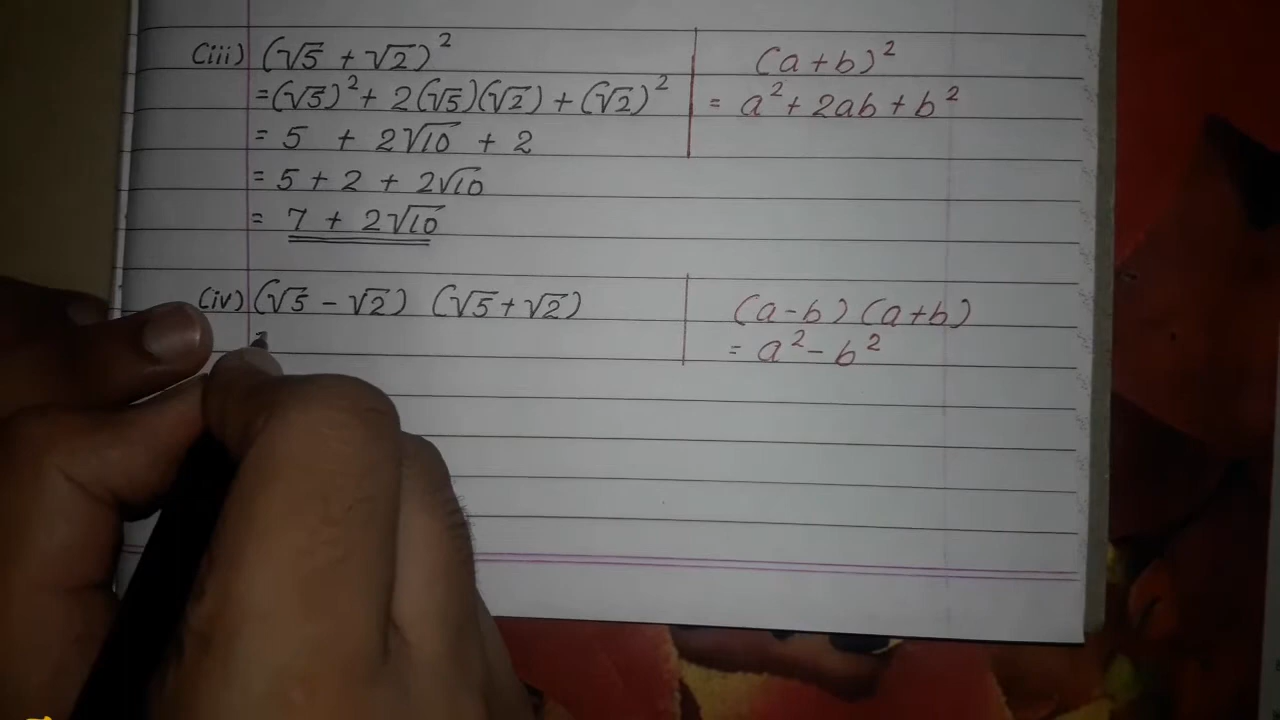 (iii) (√5 + √2)² | (a+b)²
=(√5)² + 2(√5)(√2) + (√2)² | = a² + 2ab + b²
= 5 + 2√10 + 2
= 5 + 2 + 2√10
= 7 + 2√10
(iv) (√5 - √2) (√5 + √2) | (a-b) (a+b)
= | = a² - b²